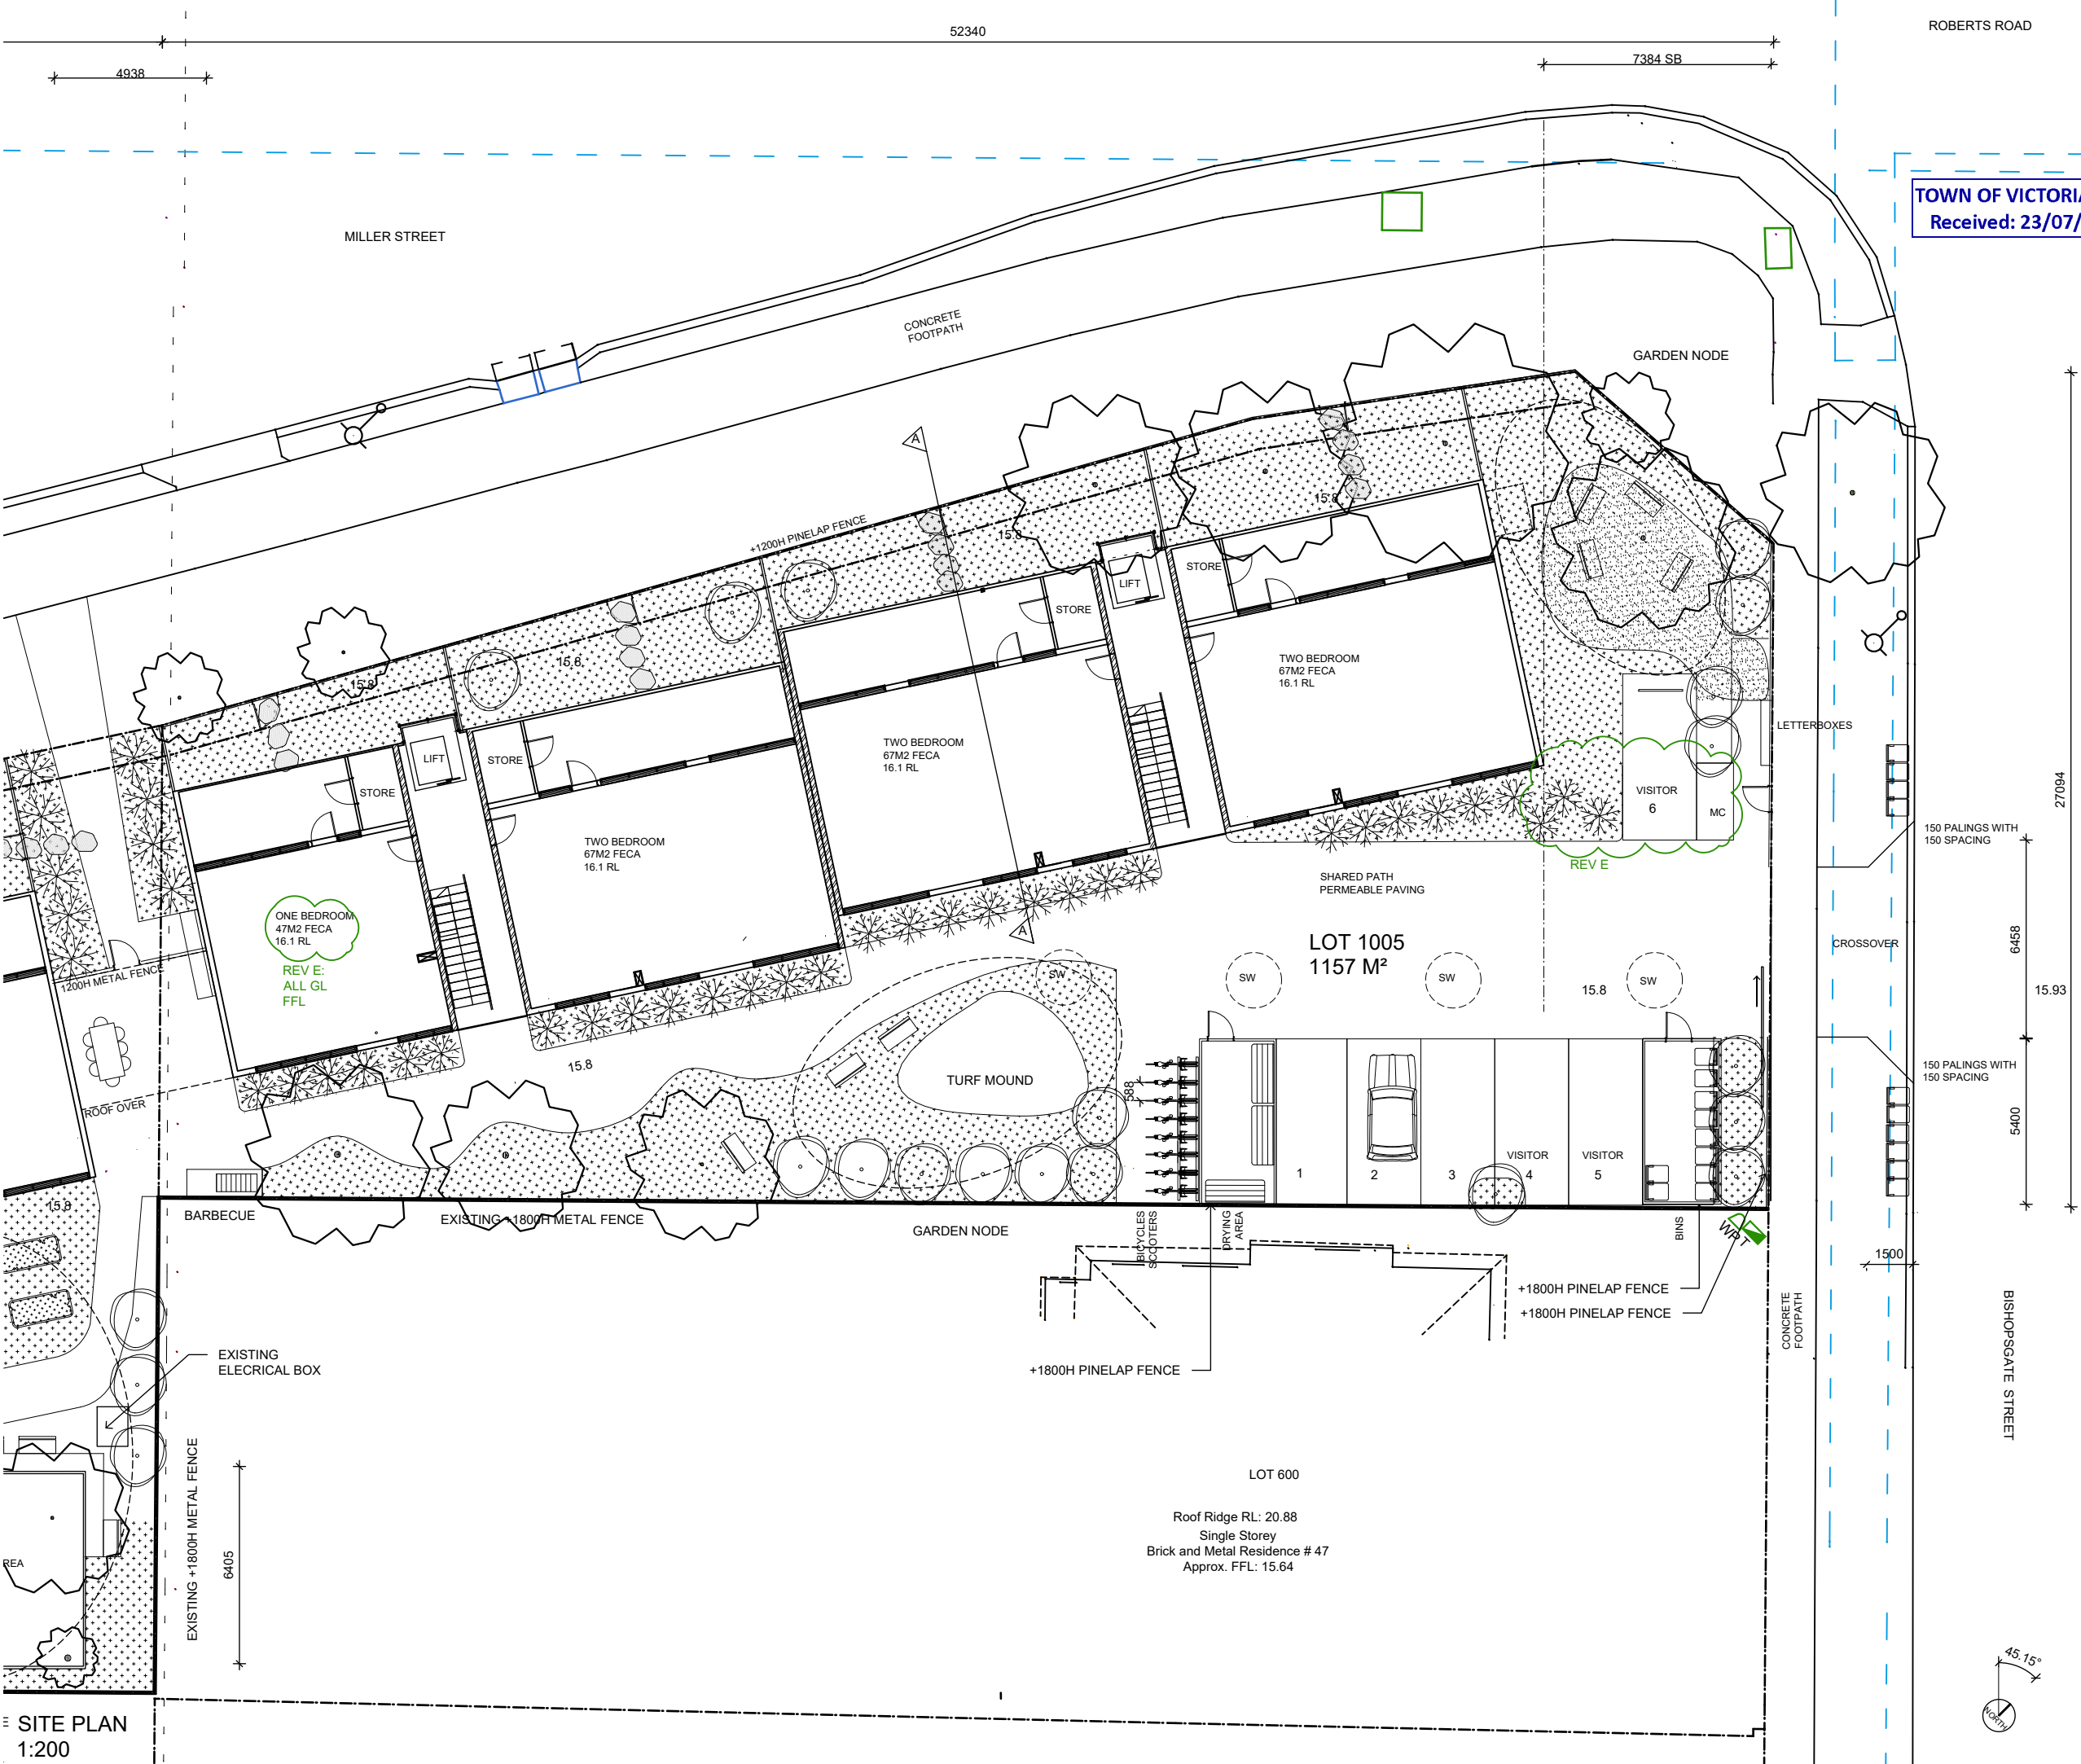 52340
ROBERTS ROAD
4938
7384 SB
TOWN OF VICTORIA
Received: 23/07/
MILLER STREET
CONCRETE
FOOTPATH
GARDEN NODE
+1200H PINELAP FENCE
15.8
15.8
15.8
15.8
A
STORE
LIFT
STORE
TWO BEDROOM
67M2 FECA
16.1 RL
TWO BEDROOM
67M2 FECA
16.1 RL
LIFT
STORE
STORE
TWO BEDROOM
67M2 FECA
16.1 RL
ONE BEDROOM
47M2 FECA
16.1 RL
REV E:
ALL GL
FFL
LETTERBOXES
VISITOR
6
MC
REV E
27094
150 PALINGS WITH
150 SPACING
SHARED PATH
PERMEABLE PAVING
A
LOT 1005
1157 M²
CROSSOVER
6458
1200H METAL FENCE
SW
SW
SW
SW
15.8
15.93
15.8
ROOF OVER
TURF MOUND
588
150 PALINGS WITH
150 SPACING
5400
1
2
3
VISITOR
4
VISITOR
5
15.8
BARBECUE
EXISTING +1800H METAL FENCE
GARDEN NODE
BICYCLES
SCOOTERS
DRYING
AREA
BINS
WPT
1500
+1800H PINELAP FENCE
+1800H PINELAP FENCE
CONCRETE
FOOTPATH
BISHOPSGATE STREET
EXISTING
ELECRICAL BOX
+1800H PINELAP FENCE
EXISTING +1800H METAL FENCE
6405
LOT 600
Roof Ridge RL: 20.88
Single Storey
Brick and Metal Residence # 47
Approx. FFL: 15.64
REA
45.15°
NORTH
E SITE PLAN
1:200